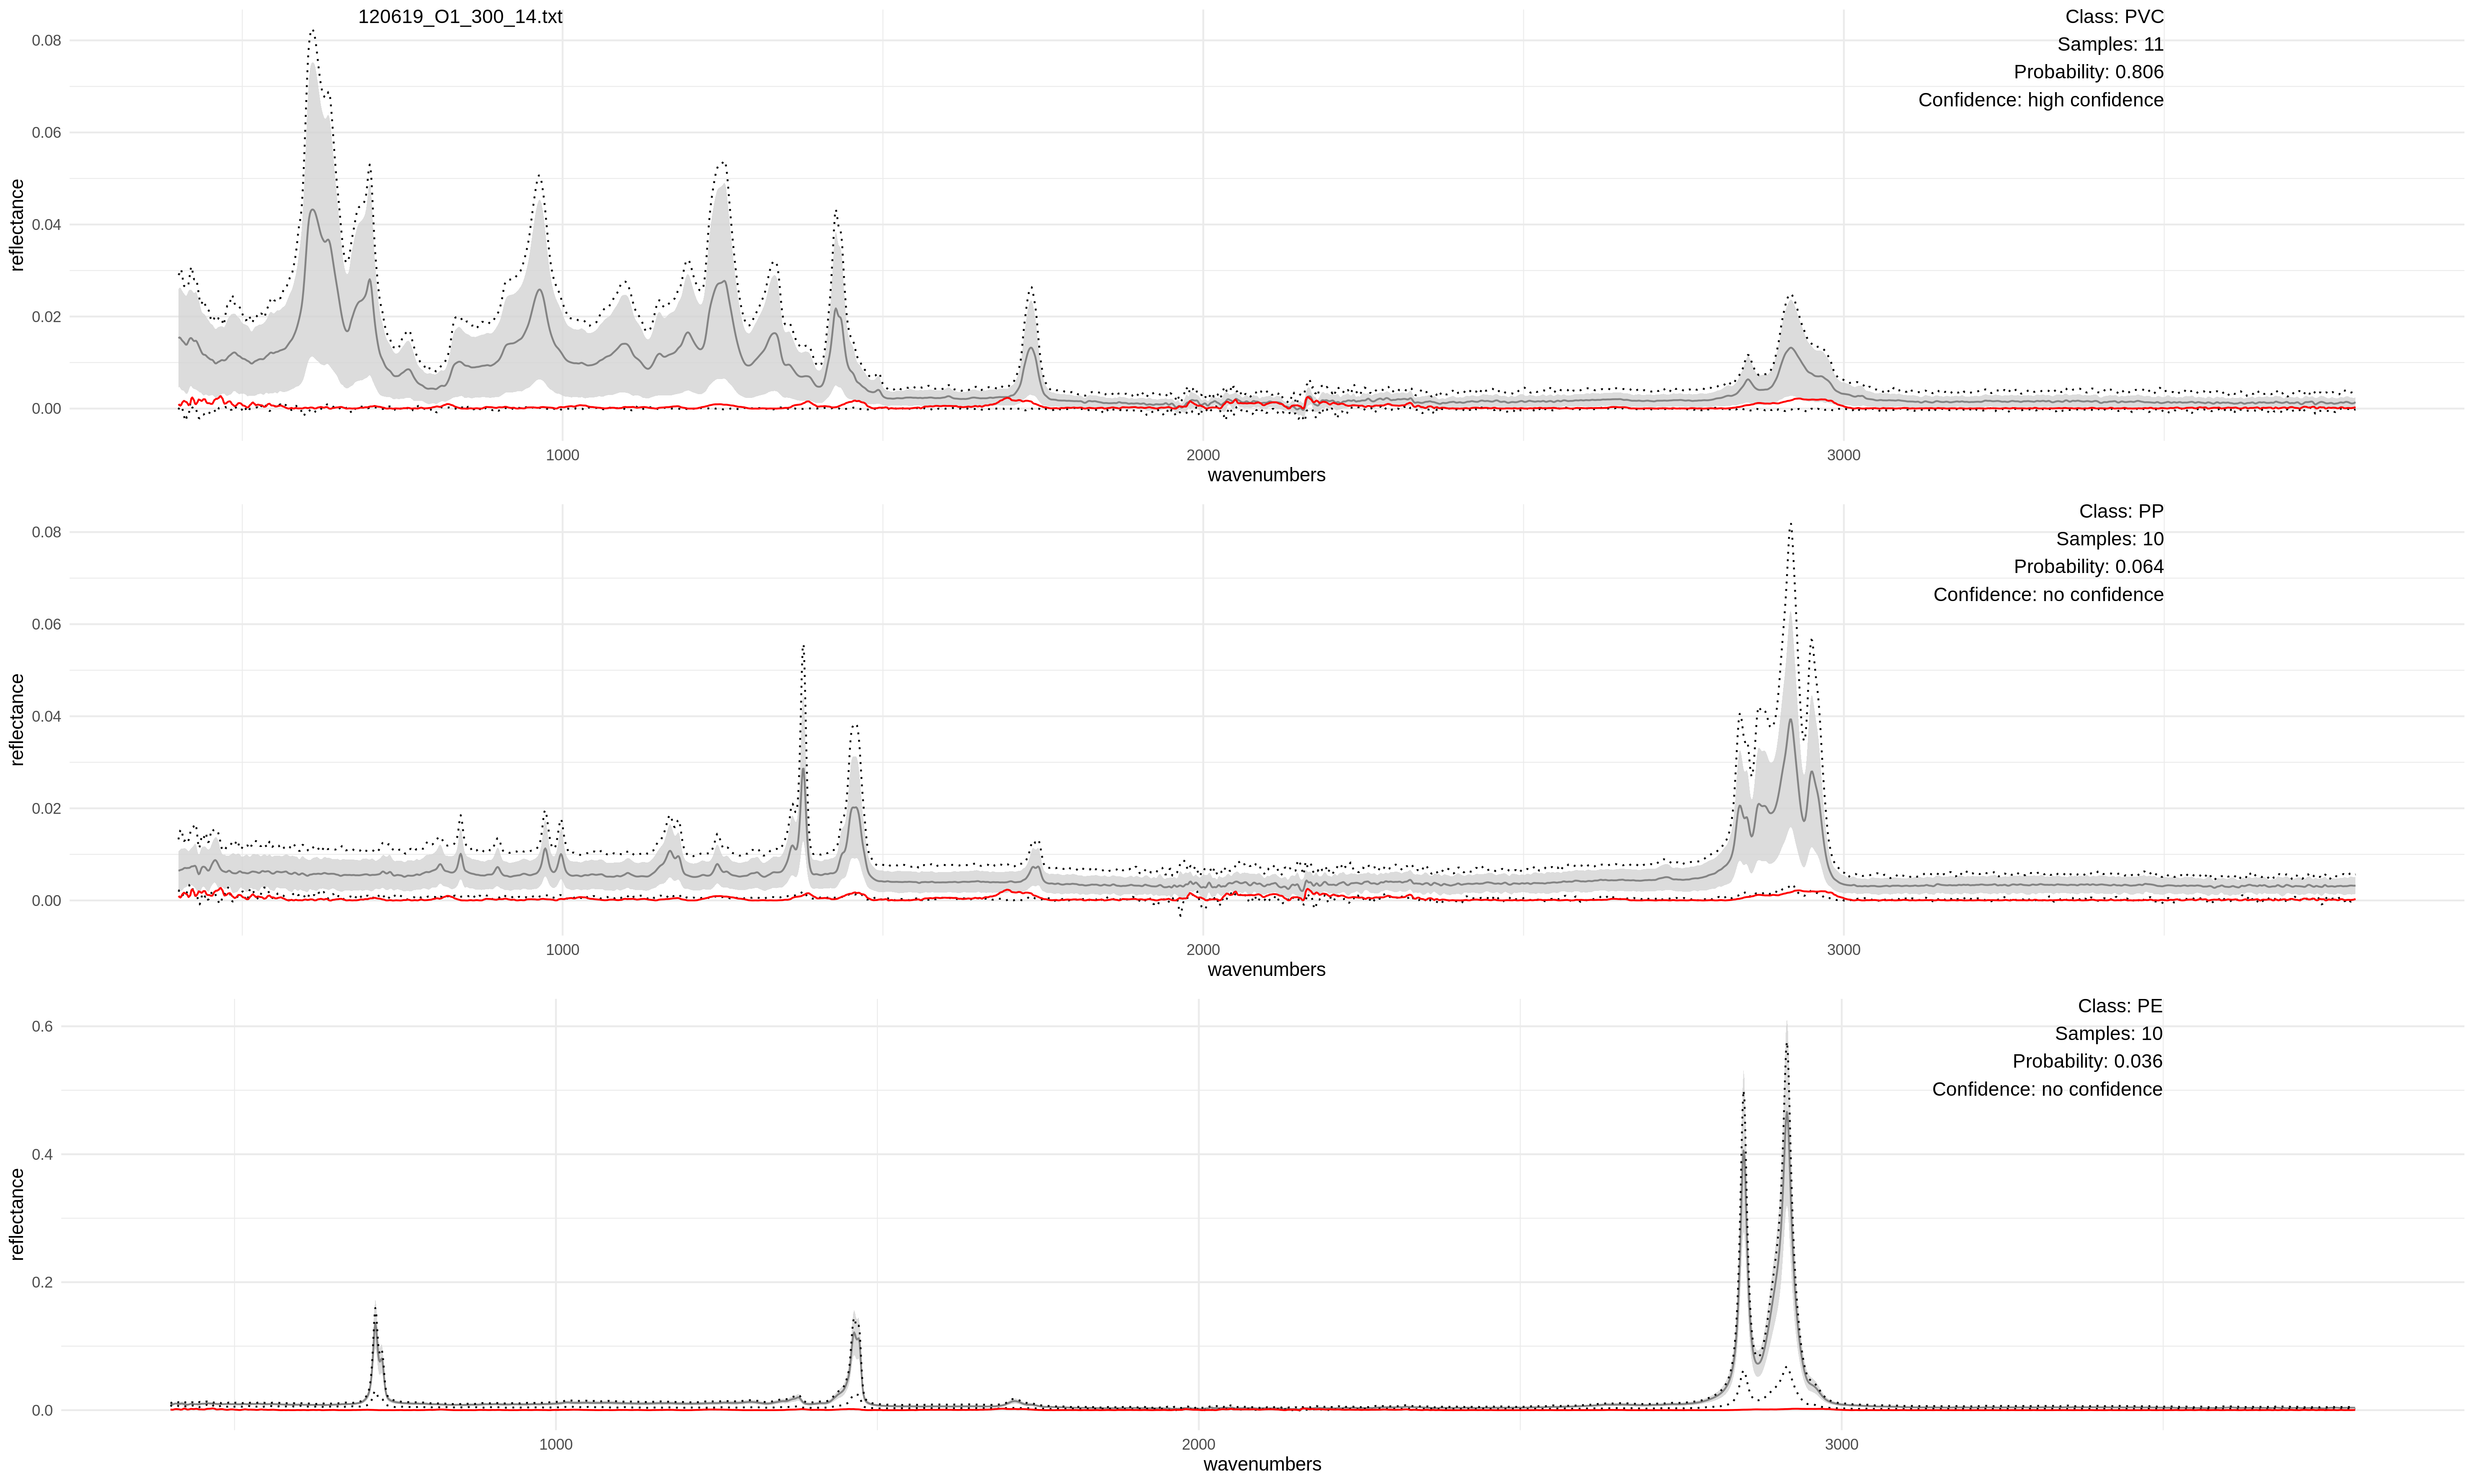 120619_O1_300_14.txt
Class: PVC
Samples: 11
Probability: 0.806
Confidence: high confidence
0.08
0.06
0.04
0.02
0.00
reflectance
1000 2000 3000
wavenumbers
Class: PP
Samples: 10
Probability: 0.064
Confidence: no confidence
0.08
0.06
0.04
0.02
0.00
reflectance
1000 2000 3000
wavenumbers
Class: PE
Samples: 10
Probability: 0.036
Confidence: no confidence
0.6
0.4
0.2
0.0
reflectance
1000 2000 3000
wavenumbers